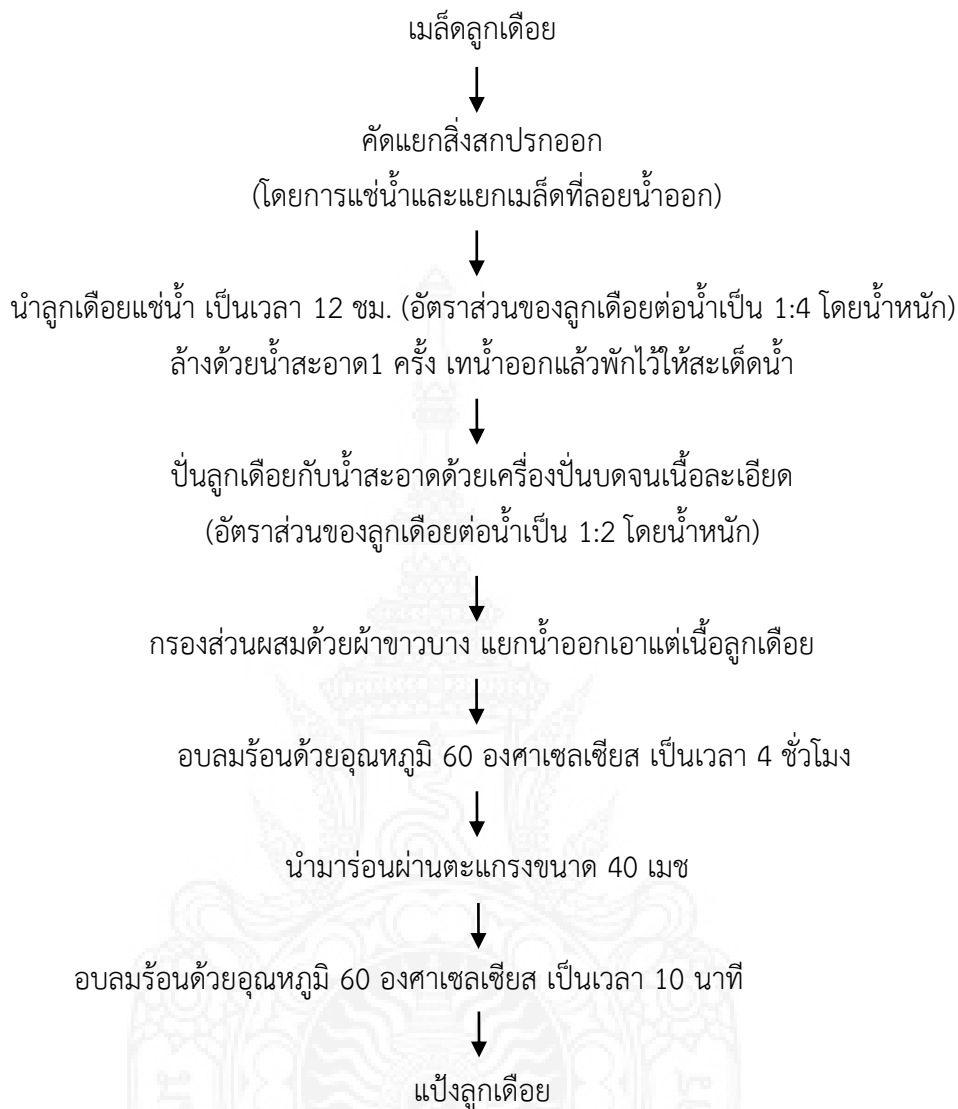 เมล็ดลูกเดือย
คัดแยกสิ่งสกปรกออก
(โดยการแช่น้ำและแยกเมล็ดที่ลอยน้ำออก)
นำลูกเดือยแช่น้ำ เป็นเวลา 12 ชม. (อัตราส่วนของลูกเดือยต่อน้ำเป็น 1:4 โดยน้ำหนัก)
ล้างด้วยน้ำสะอาด1 ครั้ง เทน้ำออกแล้วพักไว้ให้สะเด็ดน้ำ
ปั่นลูกเดือยกับน้ำสะอาดด้วยเครื่องปั่นบดจนเนื้อละเอียด
(อัตราส่วนของลูกเดือยต่อน้ำเป็น 1:2 โดยน้ำหนัก)
กรองส่วนผสมด้วยผ้าขาวบาง แยกน้ำออกเอาแต่เนื้อลูกเดือย
อบลมร้อนด้วยอุณหภูมิ 60 องศาเซลเซียส เป็นเวลา 4 ชั่วโมง
นำมาร่อนผ่านตะแกรงขนาด 40 เมช
อบลมร้อนด้วยอุณหภูมิ 60 องศาเซลเซียส เป็นเวลา 10 นาที
แป้งลูกเดือย